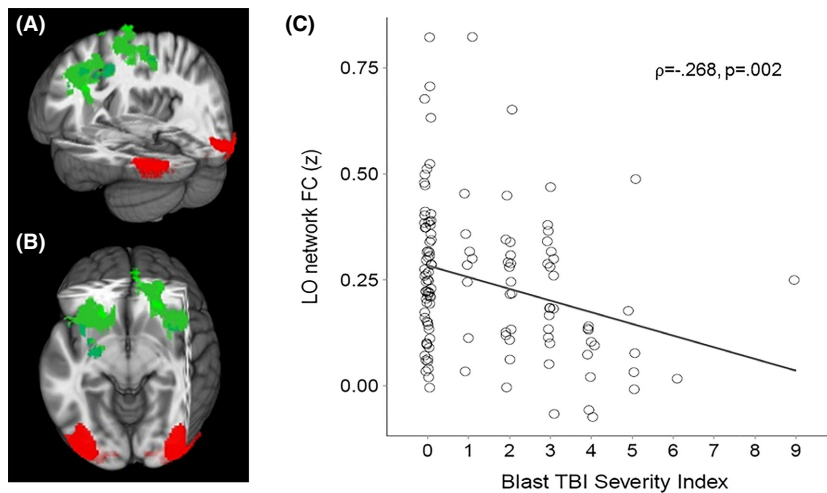 (A)
(B)
(C)
ρ=-.268, p=.002
LO network FC (z)
0.75
0.50
0.25
0.00
0 1 2 3 4 5 6 7 8 9
Blast TBI Severity Index